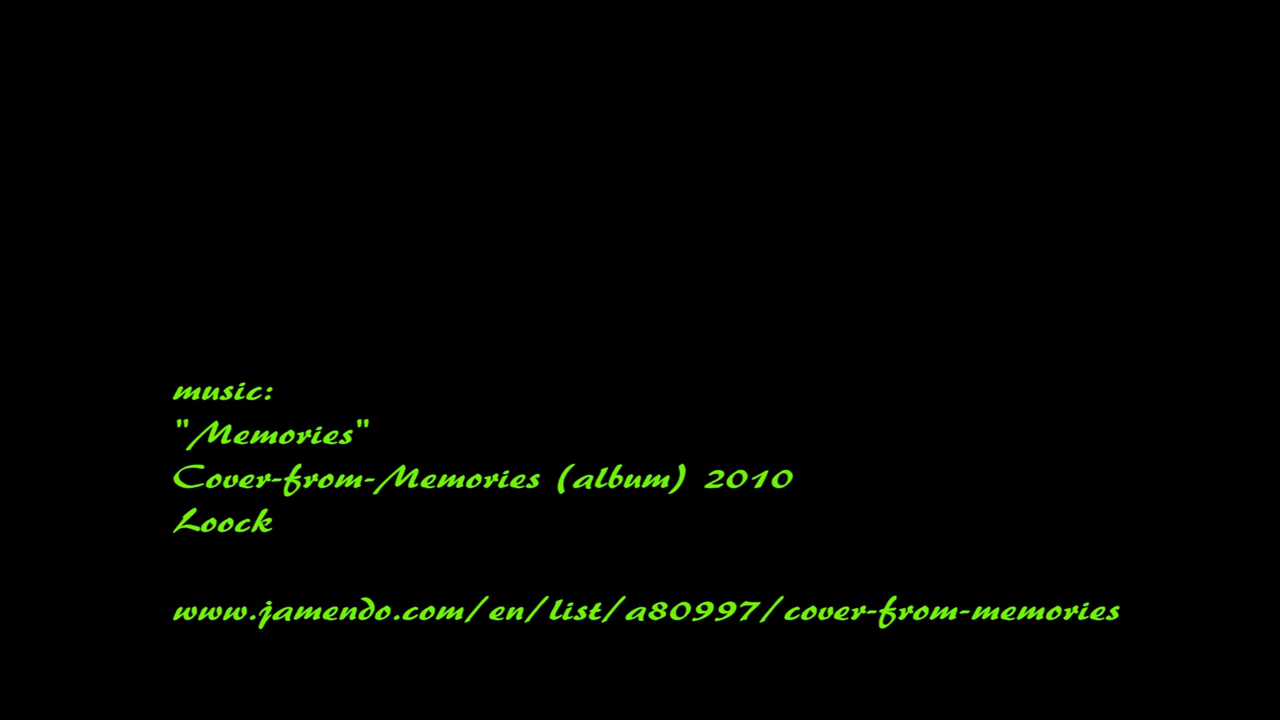 music:
"Memories"
Cover-from-Memories (album) 2010
Loock
www.jamendo.com/en/list/a80997/cover-from-memories